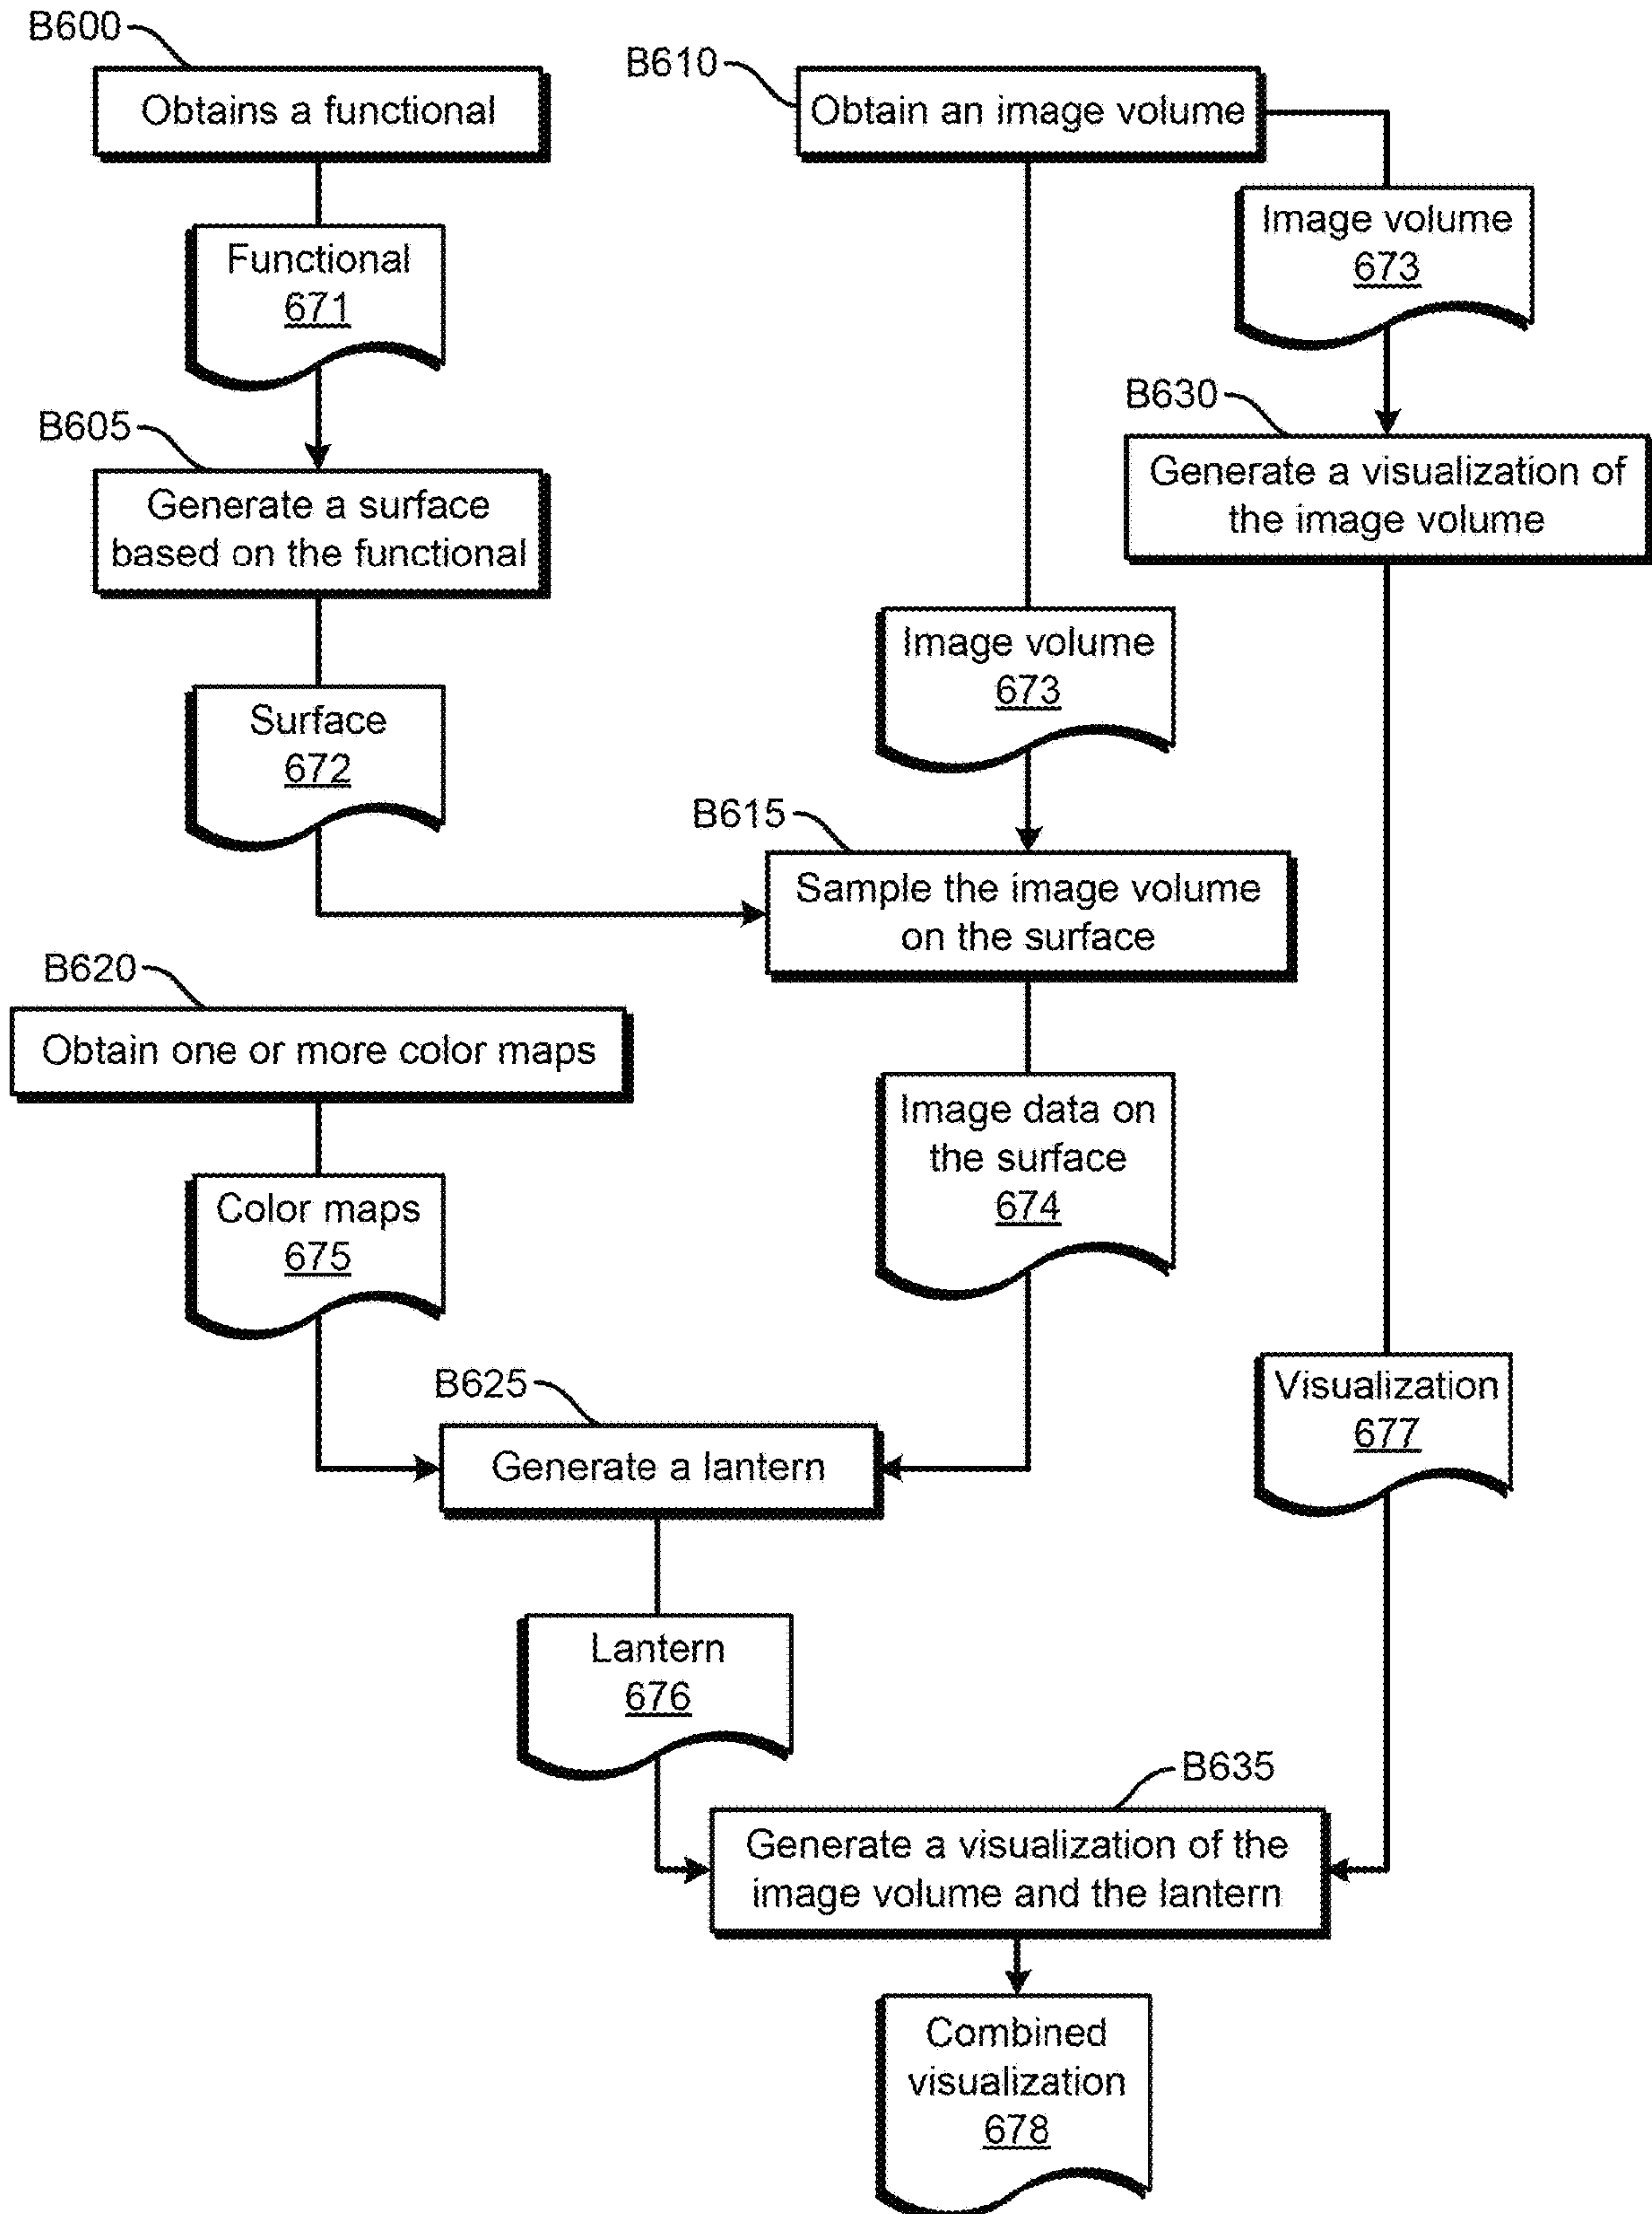 B600
Obtains a functional
B610
Obtain an image volume
Functional
671
Image volume
673
B605
Generate a surface
based on the functional
B630
Generate a visualization of
the image volume
Image volume
673
Surface
672
B615
Sample the image volume
on the surface
B620
Obtain one or more color maps
Image data on
the surface
674
Color maps
675
B625
Generate a lantern
Visualization
677
Lantern
676
B635
Generate a visualization of the
image volume and the lantern
Combined
visualization
678